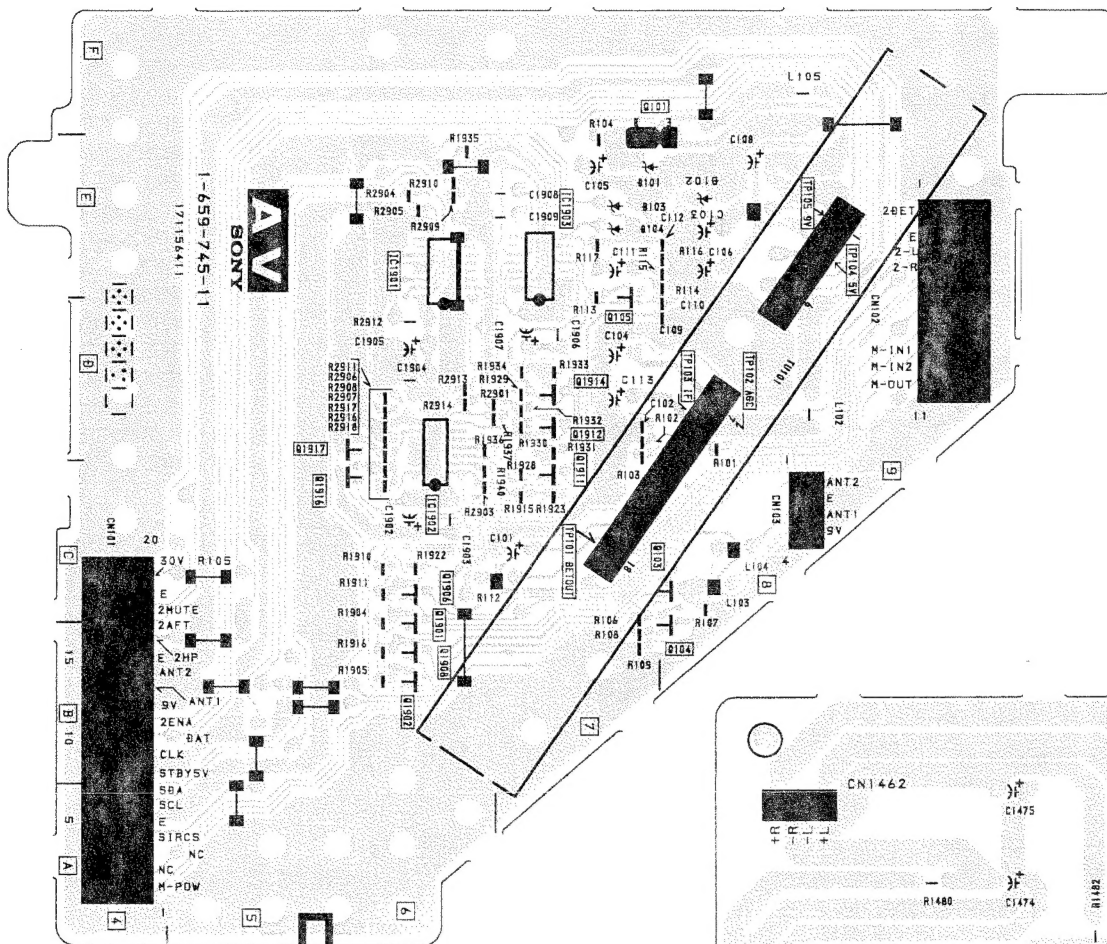 F
L105
Q101
R104
C108
R1935
E
1-659-745-11
171156411
AV
SONY
R2904
R2910
C1908
IC1903
C105
D101
D102
TP105 9V
2DET
R2905
R2909
C1909
D103
C112
C103
E
D104
2-L
R117
C111
R115
R116
C106
TP104 5V
2-R
IC1901
CN102
R114
R113
C110
Q105
C109
R2912
C1907
C1906
C1905
C104
D
M-IN1
C1904
R1934
R1933
TU101
M-IN2
R2911
R2906
R2908
R2907
R2917
R2916
R2918
R2913
R1929
R2901
Q1914
TP103 IF
TP102 AGC
M-OUT
C113
R2914
C102
R1932
R102
L102
11
Q1917
R1936
R1937
R1930
Q1912
R1931
R103
R101
9
Q1916
R1940
R1928
Q1911
CN103
ANT2
E
ANT1
9V
R2903
R1915
R1923
C1902
IC1902
CN101
20
TP101 DETOUT
C
C101
C1903
Q103
L104
30V
R105
R1910
R1922
18
8
E
R1911
Q1906
R112
L103
2MUTE
2AFT
R1904
Q1901
R106
R107
R108
15
E
2HP
R1916
Q104
ANT2
Q1908
R109
R1905
9V
ANT1
B
Q1902
7
2ENA
10
DAT
CLK
STBY5V
SDA
SCL
5
E
SIRCS
NC
A
NC
M-POW
4
5
6
CN1462
C1475
+R
-R
-L
+L
R1480
C1474
R1482